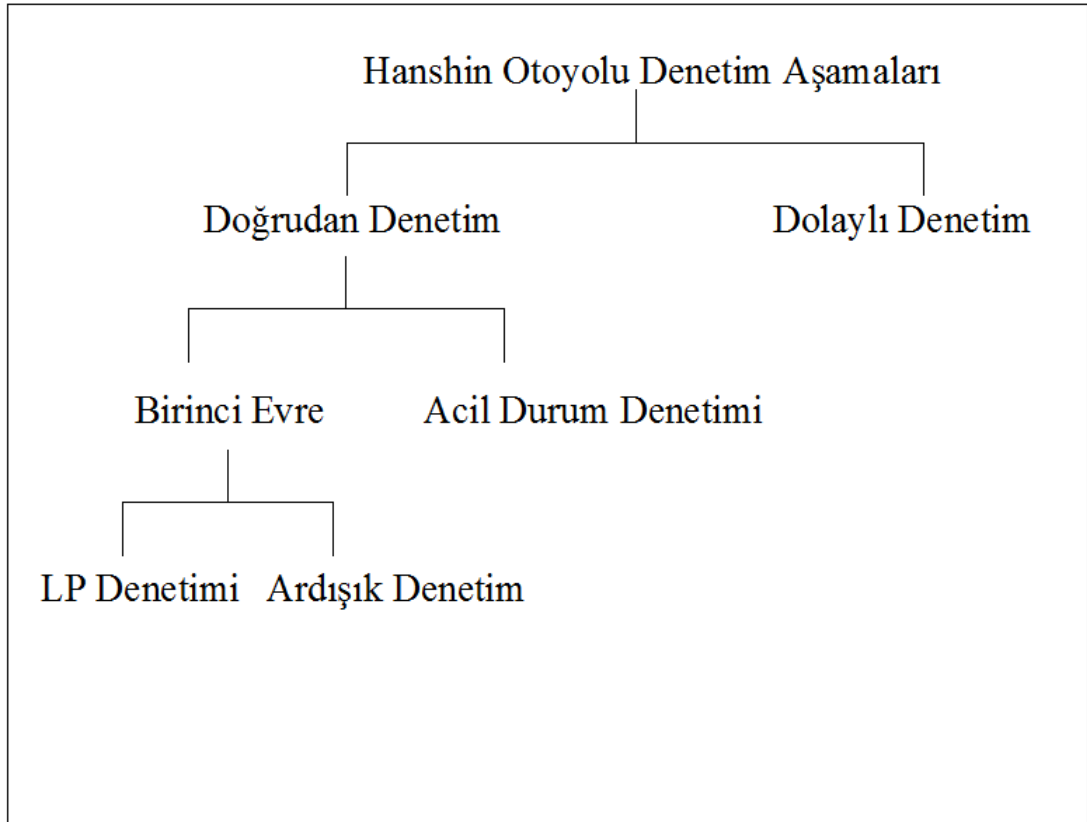 Hanshin Otoyolu Denetim Aşamaları
Doğrudan Denetim
Dolaylı Denetim
Birinci Evre
Acil Durum Denetimi
LP Denetimi
Ardışık Denetim